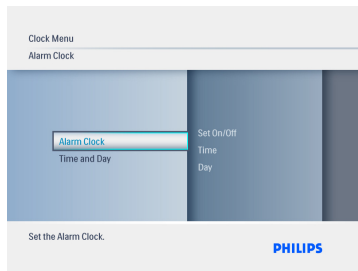 Clock Menu
Alarm Clock
Alarm Clock
Time and Day
Set On/Off
Time
Day
Set the Alarm Clock.
PHILIPS